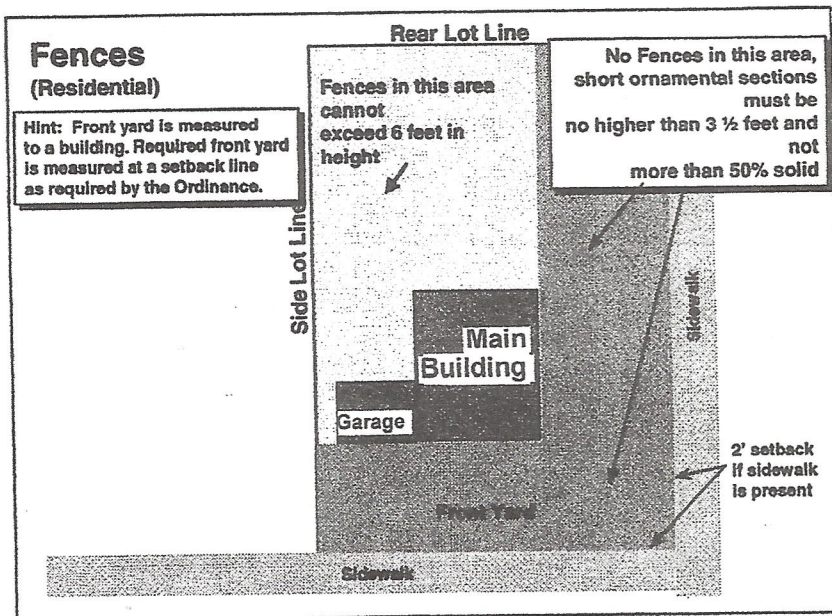 Fences
(Residential)
Hint: Front yard is measured
to a building. Required front yard
is measured at a setback line
as required by the Ordinance.
Rear Lot Line
Fences in this area
cannot
exceed 6 feet in
height
No Fences in this area,
short ornamental sections
must be
no higher than 3 ½ feet and
not
more than 50% solid
Side Lot Line
Sidewalk
Main
Building
Garage
2' setback
if sidewalk
is present
Front Yard
Sidewalk